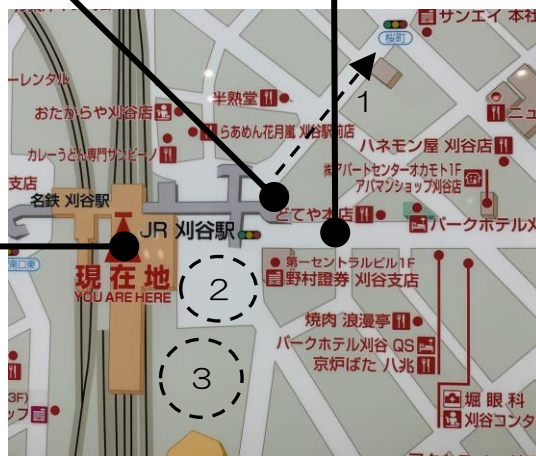 サンエイ 本社
桜町
ーレンタル
半熟堂
1
おたからや刈谷店
らあめん花月嵐 刈谷駅前店
ニュ
カレーうどん専門サンビーノ
ハネモン屋 刈谷店
㈱アパートセンターオカモト1F
アパマンショップ刈谷店
支店
名鉄 刈谷駅
どてや本店
JR 刈谷駅
パークホテル刈
現在地
YOU ARE HERE
2
第一セントラルビル1F
野村證券 刈谷支店
焼肉 浪漫亭
パークホテル刈谷 QS
京炉ばた 八兆
3
3F)
堀 眼 科
刈谷コンタ